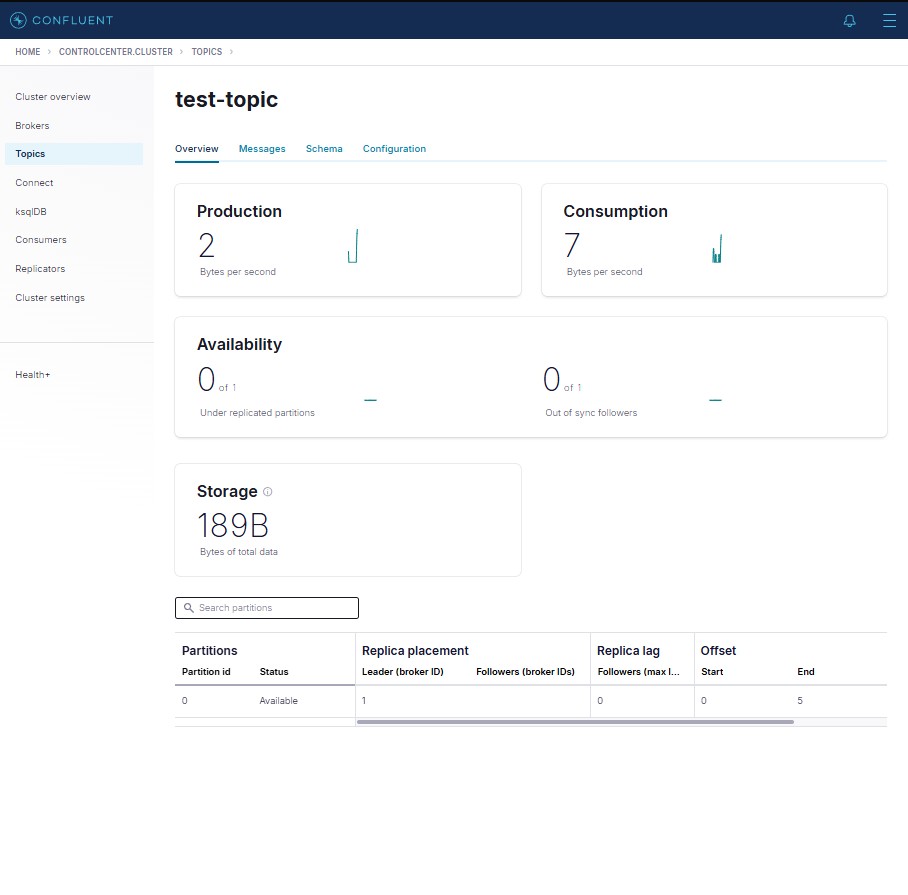 CONFLUENT
HOME > CONTROLCENTER.CLUSTER > TOPICS >
Cluster overview
Brokers
Topics
Connect
ksqlDB
Consumers
Replicators
Cluster settings
Health+
test-topic
Overview Messages Schema Configuration
Production
2
Bytes per second
Consumption
7
Bytes per second
Availability
0 of 1
Under replicated partitions
0 of 1
Out of sync followers
Storage
189B
Bytes of total data
Search partitions
Partitions Replica placement Replica lag Offset
Partition id Status Leader (broker ID) Followers (broker IDs) Followers (max l... Start End
0 Available 1 0 0 5